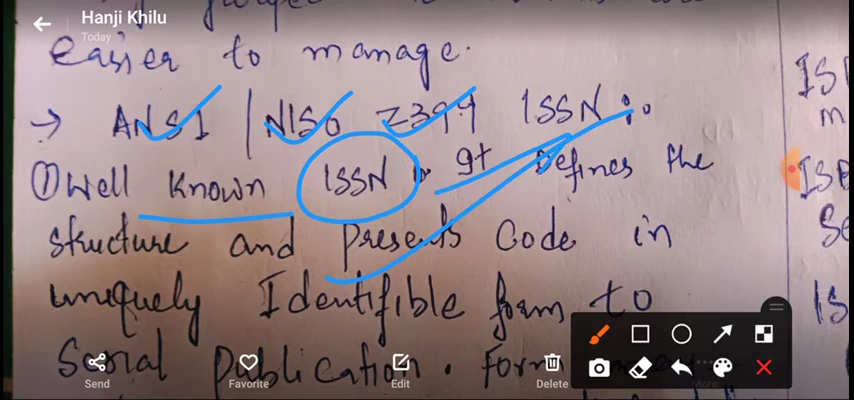 Hanji Khilu
Today
easier to manage.
→ ANSI | NISO Z39.9 ISSN :
① Well known ISSN : It Defines the
structure and presents Code in
uniquely Identifible form to
Serial Publication. Form
Send
Favorite
Edit
Delete
More